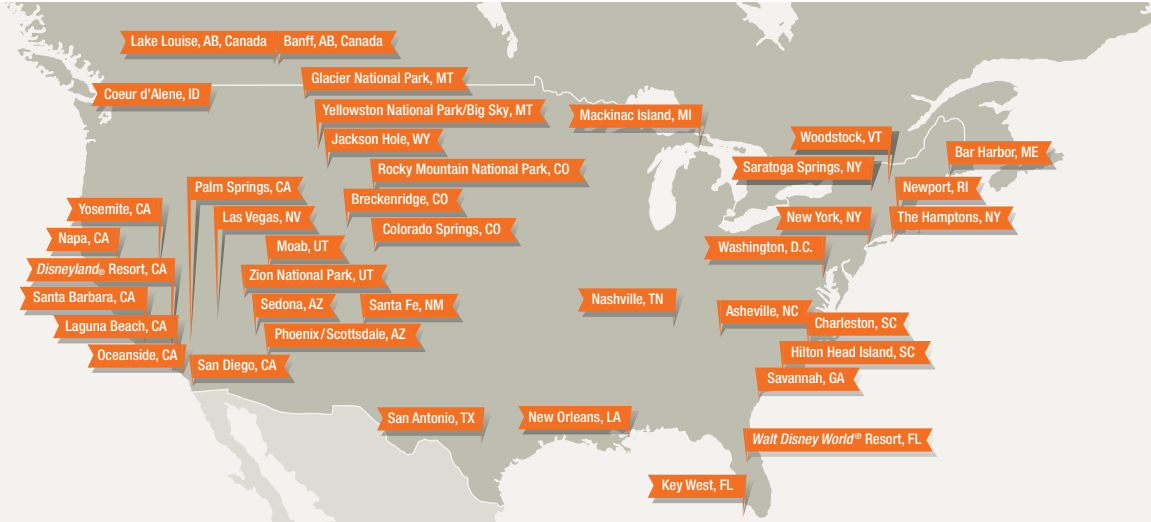 Lake Louise, AB, Canada
Banff, AB, Canada
Glacier National Park, MT
Coeur d'Alene, ID
Yellowston National Park/Big Sky, MT
Mackinac Island, MI
Jackson Hole, WY
Woodstock, VT
Bar Harbor, ME
Rocky Mountain National Park, CO
Saratoga Springs, NY
Palm Springs, CA
Newport, RI
Breckenridge, CO
Yosemite, CA
Las Vegas, NV
New York, NY
The Hamptons, NY
Colorado Springs, CO
Napa, CA
Moab, UT
Washington, D.C.
Disneyland® Resort, CA
Zion National Park, UT
Santa Barbara, CA
Sedona, AZ
Santa Fe, NM
Nashville, TN
Asheville, NC
Laguna Beach, CA
Charleston, SC
Phoenix/Scottsdale, AZ
Oceanside, CA
Hilton Head Island, SC
San Diego, CA
Savannah, GA
San Antonio, TX
New Orleans, LA
Walt Disney World® Resort, FL
Key West, FL